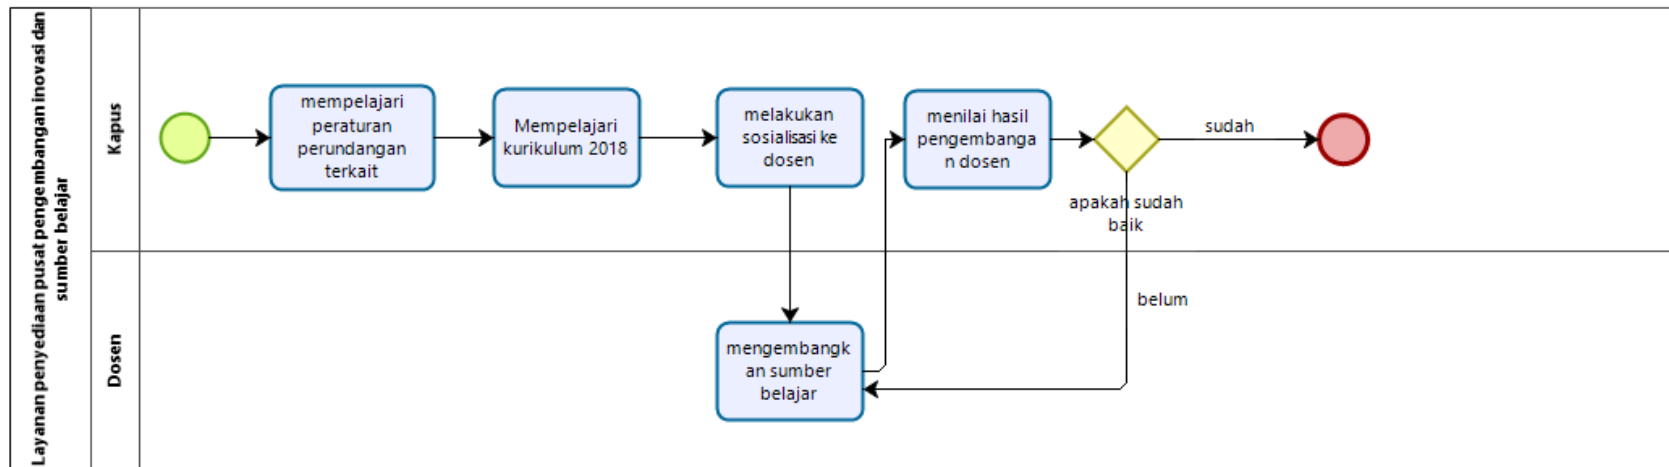 Layanan penyediaan pusat pengembangan inovasi dan
sumber belajar
Kapus
mempelajari
peraturan
perundangan
terkait
Mempelajari
kurikulum 2018
melakukan
sosialisasi ke
dosen
menilai hasil
pengembanga
n dosen
apakah sudah
baik
sudah
belum
Dosen
mengembangk
an sumber
belajar